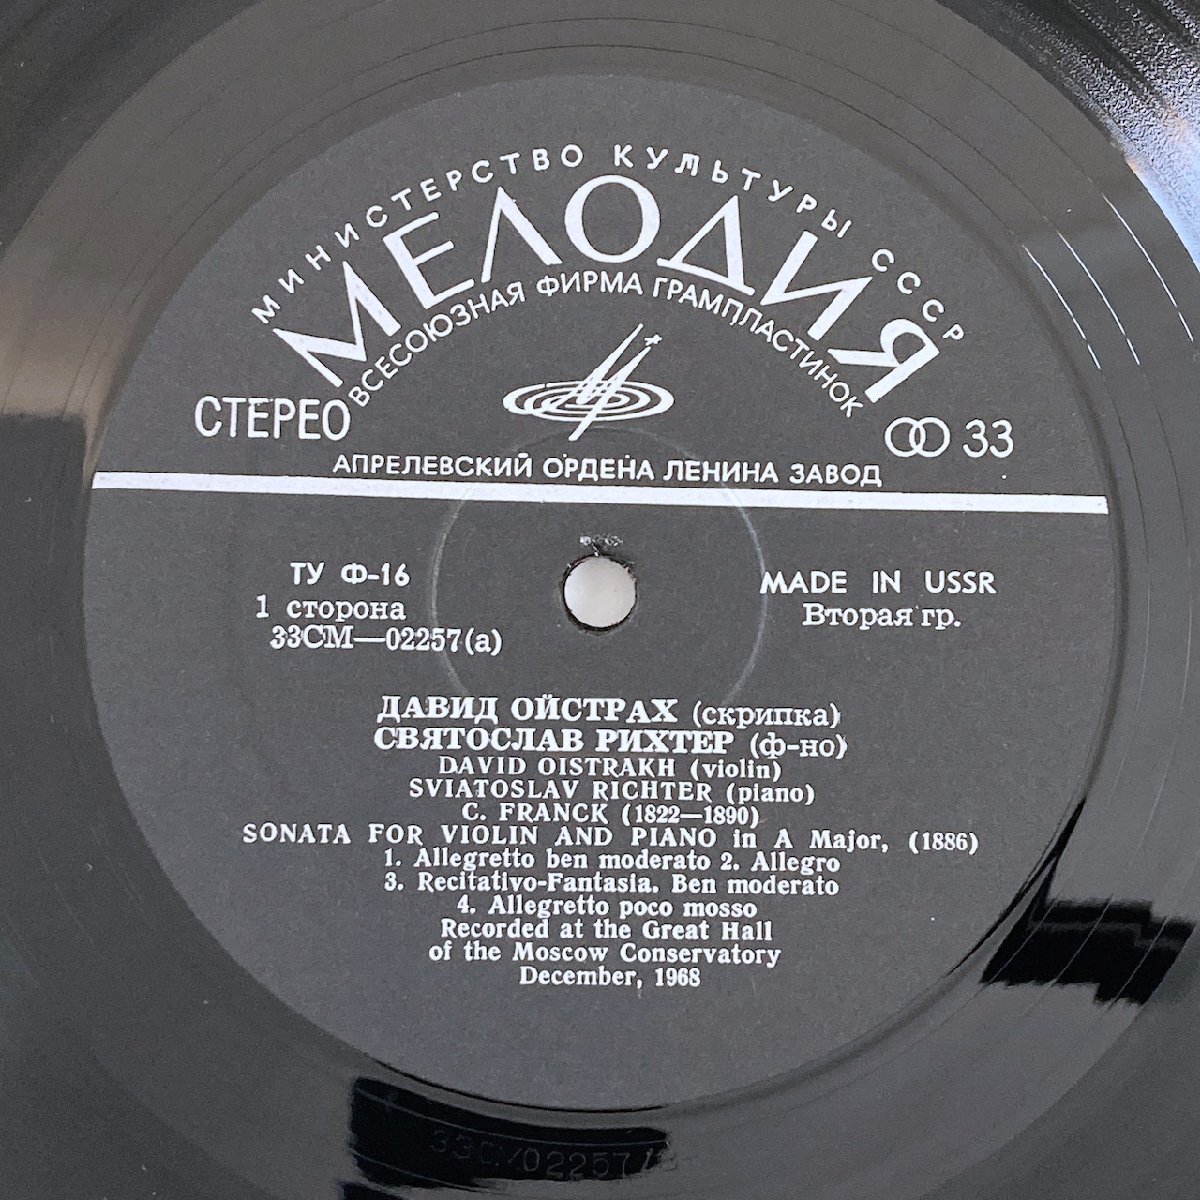 МИНИСТЕРСТВО КУЛЬТУРЫ СССР
МЕЛОДИЯ
ВСЕСОЮЗНАЯ ФИРМА ГРАМПЛАСТИНОК
СТЕРЕО
33
АПРЕЛЕВСКИЙ ОРДЕНА ЛЕНИНА ЗАВОД
ТУ Ф-16
1 сторона
33СМ—02257(а)
MADE IN USSR
Вторая гр.
ДАВИД ОЙСТРАХ (скрипка)
СВЯТОСЛАВ РИХТЕР (ф-но)
DAVID OISTRAKH (violin)
SVIATOSLAV RICHTER (piano)
C. FRANCK (1822—1890)
SONATA FOR VIOLIN AND PIANO in A Major, (1886)
1. Allegretto ben moderato 2. Allegro
3. Recitativo-Fantasia. Ben moderato
4. Allegretto poco mosso
Recorded at the Great Hall
of the Moscow Conservatory
December, 1968